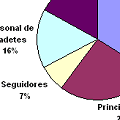 sonal de
adetes
16%
Seguidores
7%
Princi